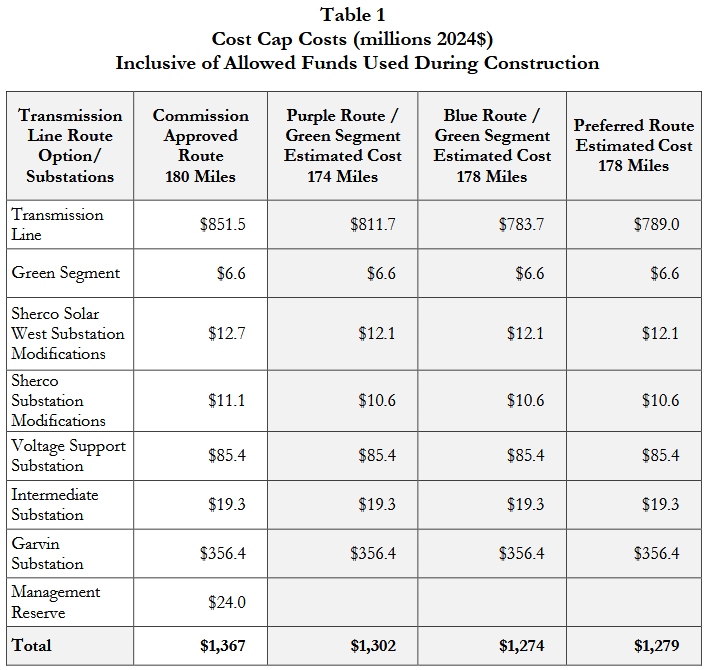 Table 1
Cost Cap Costs (millions 2024$)
Inclusive of Allowed Funds Used During Construction
Transmission Line Route Option/ Substations | Commission Approved Route 180 Miles | Purple Route / Green Segment Estimated Cost 174 Miles | Blue Route / Green Segment Estimated Cost 178 Miles | Preferred Route Estimated Cost 178 Miles
Transmission Line | $851.5 | $811.7 | $783.7 | $789.0
Green Segment | $6.6 | $6.6 | $6.6 | $6.6
Sherco Solar West Substation Modifications | $12.7 | $12.1 | $12.1 | $12.1
Sherco Substation Modifications | $11.1 | $10.6 | $10.6 | $10.6
Voltage Support Substation | $85.4 | $85.4 | $85.4 | $85.4
Intermediate Substation | $19.3 | $19.3 | $19.3 | $19.3
Garvin Substation | $356.4 | $356.4 | $356.4 | $356.4
Management Reserve | $24.0
Total | $1,367 | $1,302 | $1,274 | $1,279